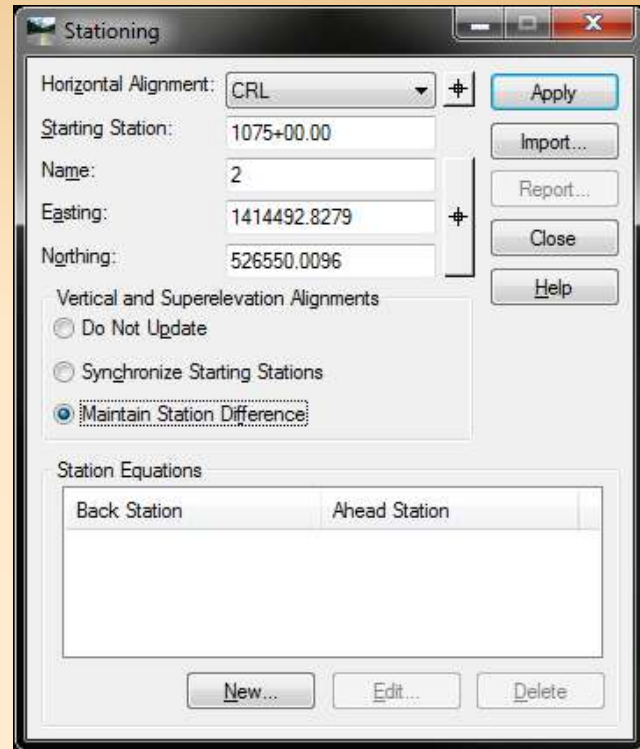 Stationing
Horizontal Alignment: CRL Apply
Starting Station: 1075+00.00 Import...
Name: 2 Report...
Easting: 1414492.8279 Close
Northing: 526550.0096 Help
Vertical and Superelevation Alignments
Do Not Update
Synchronize Starting Stations
Maintain Station Difference
Station Equations
Back Station Ahead Station
New... Edit... Delete